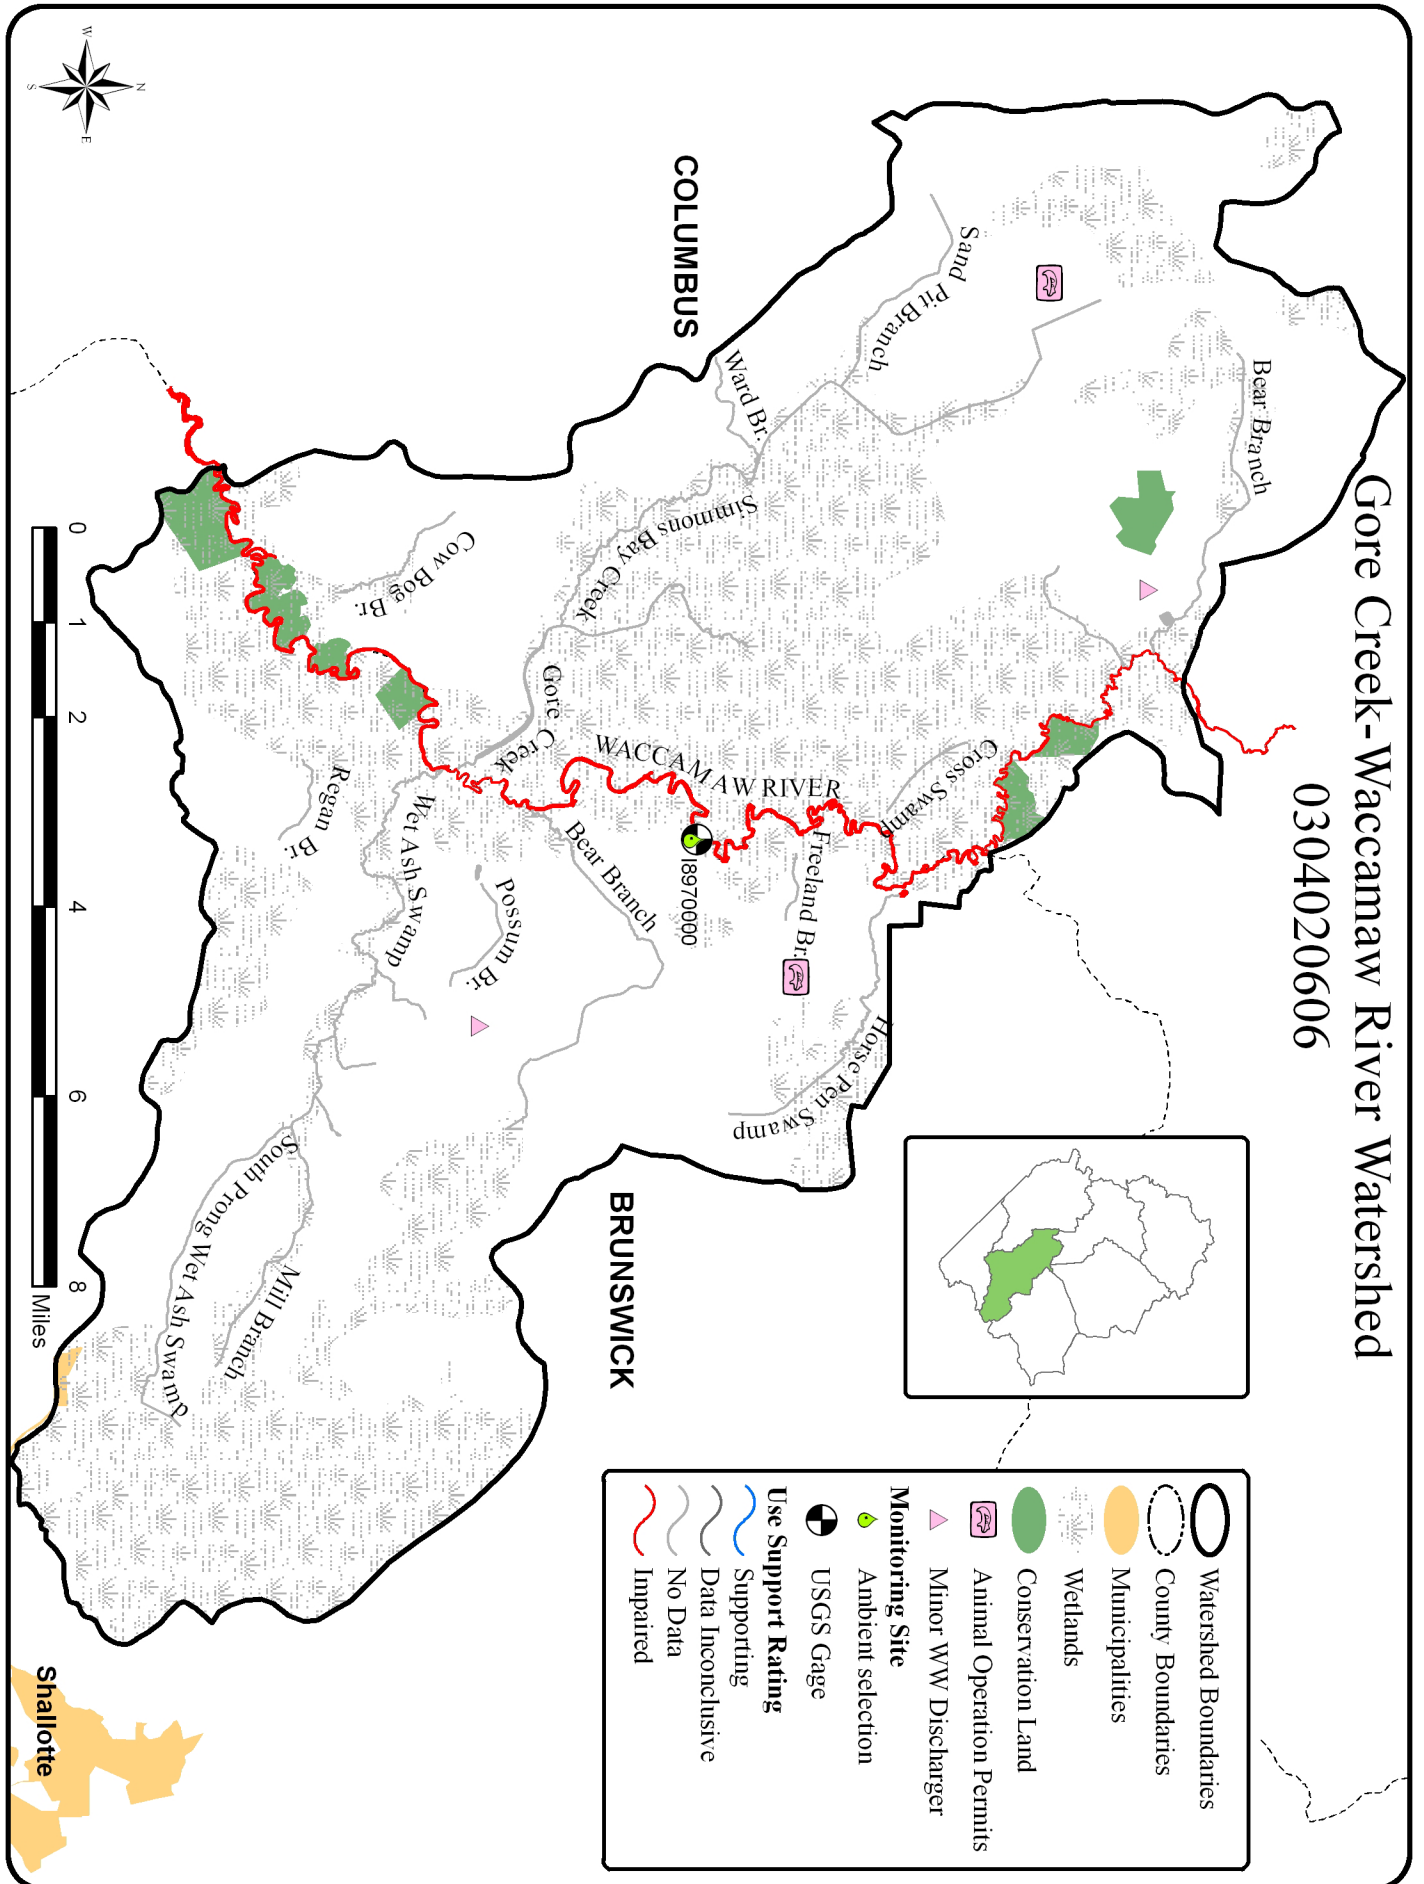 Gore Creek-Waccamaw River Watershed
0304020606
Bear Branch
Sand Pit Branch
COLUMBUS
Ward Br.
Simmons Bay Creek
Cow Bog Br.
Gore
Creek
WACCAMAW RIVER
Cross Swamp
Freeland Br.
I8970000
Bear Branch
Horse Pen Swamp
Wet Ash Swamp
Possum Br.
Regan Br.
BRUNSWICK
South Prong Wet Ash Swamp
Mill Branch
Shallotte
Watershed Boundaries
County Boundaries
Municipalities
Wetlands
Conservation Land
Animal Operation Permits
Minor WW Discharger
Monitoring Site
Ambient selection
USGS Gage
Use Support Rating
Supporting
Data Inconclusive
No Data
Impaired
N
W
E
S
0 1 2 4 6 8
Miles